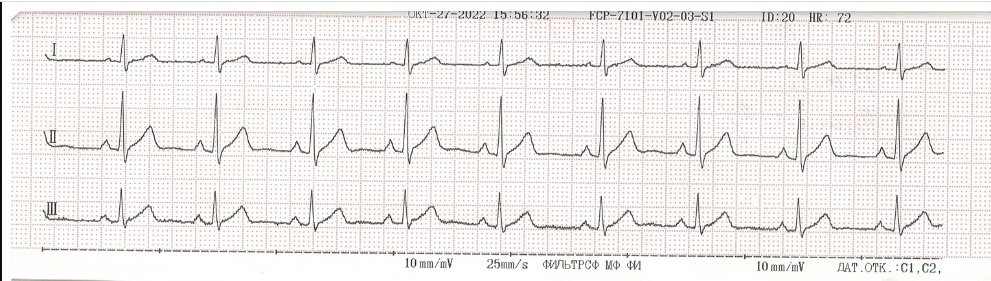 ОКТ-27-2022 15:56:32 FCP-7101-V02-03-S1 ID:20 HR: 72
I
II
III
10 mm/mV 25mm/s ФИЛЬТРСФ МФ ФИ 10 mm/mV ДАТ.ОТК.:C1,C2,